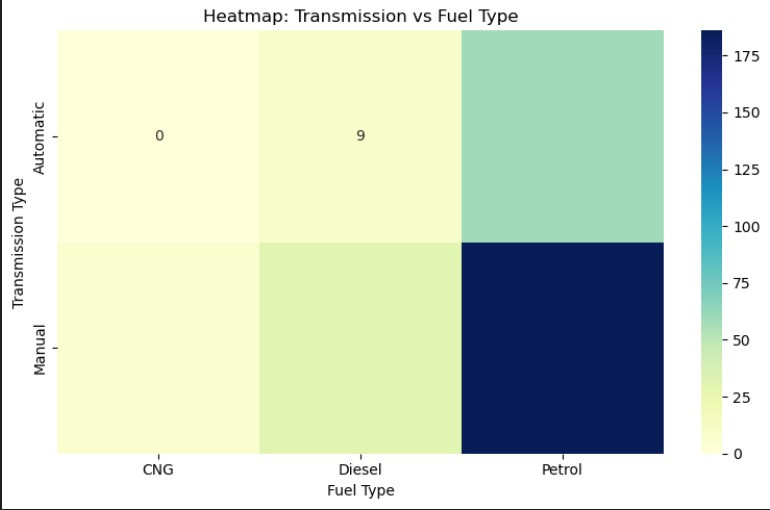 Heatmap: Transmission vs Fuel Type
Transmission Type
Automatic
Manual
0
9
CNG
Diesel
Petrol
Fuel Type
175
150
125
100
75
50
25
0